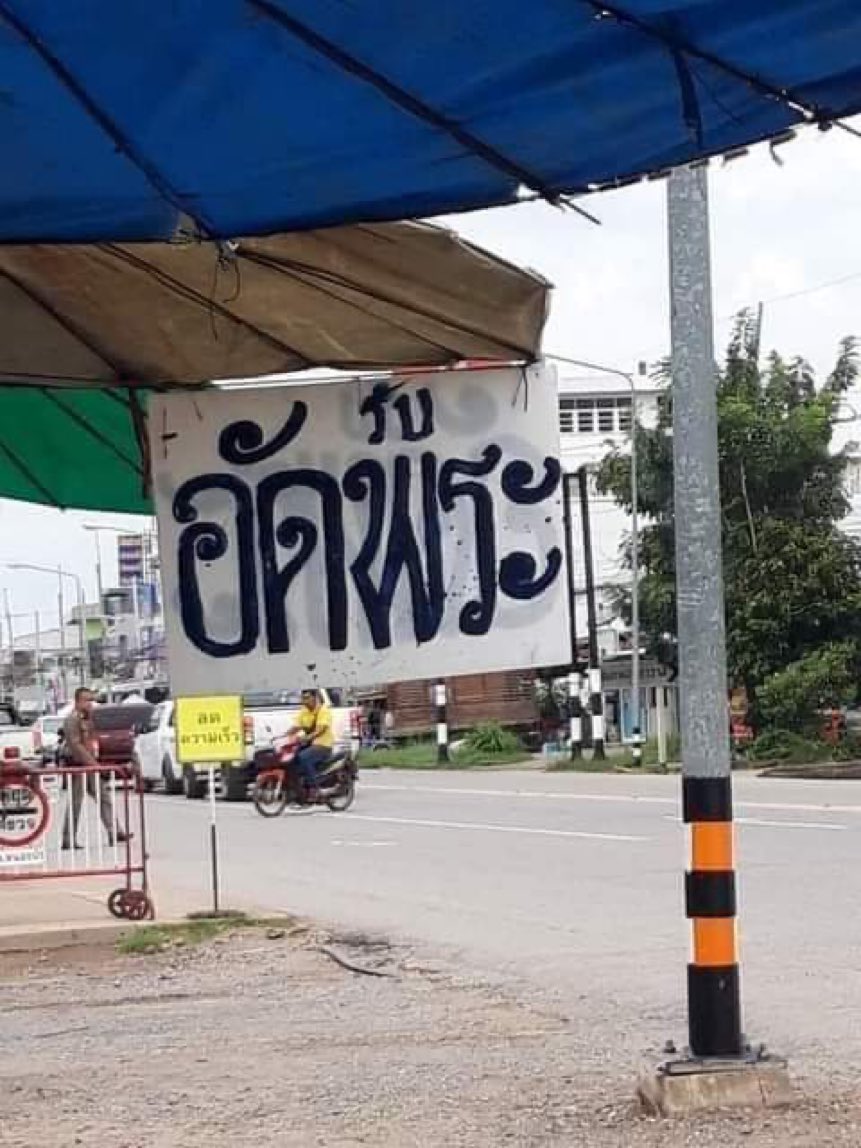 รับ
อัดพระ
ลด
ความเร็ว